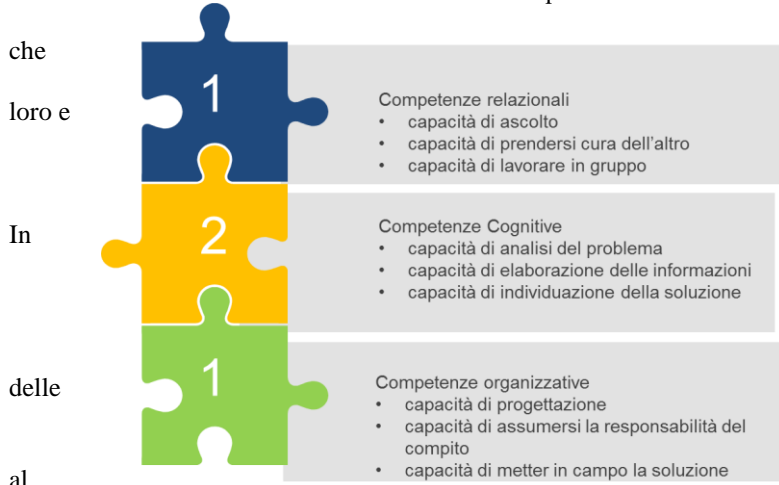 che
1
Competenze relazionali
loro e
• capacità di ascolto
• capacità di prendersi cura dell'altro
• capacità di lavorare in gruppo
In
2
Competenze Cognitive
• capacità di analisi del problema
• capacità di elaborazione delle informazioni
• capacità di individuazione della soluzione
delle
1
Competenze organizzative
• capacità di progettazione
• capacità di assumersi la responsabilità del
compito
• capacità di metter in campo la soluzione
al